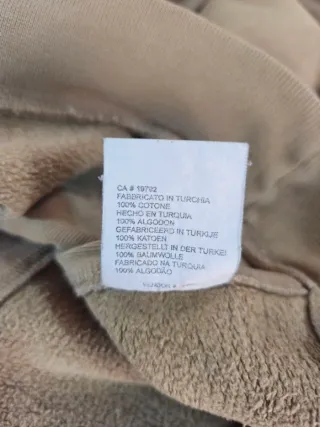 CA # 19702
FABBRICATO IN TURCHIA
100% COTONE
HECHO EN TURQUIA
100% ALGODON
GEFABRICEERD IN TURKIJE
100% KATOEN
HERGESTELLT IN DER TURKEI
100% BAUMWOLLE
FABRICADO NA TURQUIA
100% ALGODÃO